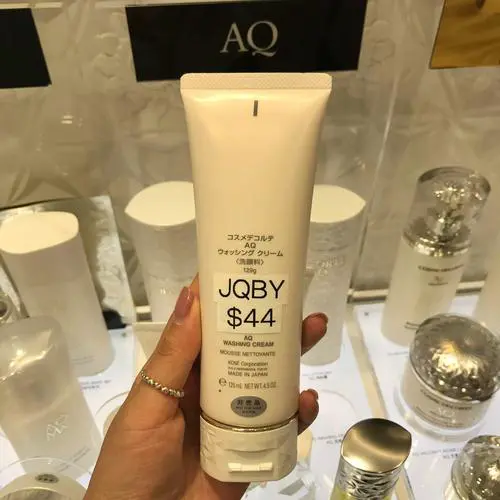 AQ
コスメデコルテ
AQ
ウォッシング クリーム
〈洗顔料〉
129g
JQBY
$44
AQ
WASHING CREAM
MOUSSE NETTOYANTE
KOSÉ Corporation
MADE IN JAPAN
125mL NET WT.4.5 OZ.
非売品
AQ